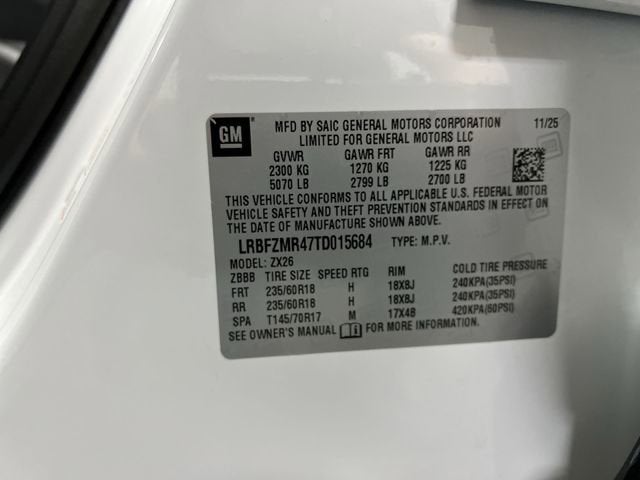 GM
MFD BY SAIC GENERAL MOTORS CORPORATION 11/25
LIMITED FOR GENERAL MOTORS LLC
GVWR GAWR FRT GAWR RR
2300 KG 1270 KG 1225 KG
5070 LB 2799 LB 2700 LB
THIS VEHICLE CONFORMS TO ALL APPLICABLE U.S. FEDERAL MOTOR
VEHICLE SAFETY AND THEFT PREVENTION STANDARDS IN EFFECT ON
THE DATE OF MANUFACTURE SHOWN ABOVE.
LRBFZMR47TD015684 TYPE: M.P.V.
MODEL: ZX26
ZBBB TIRE SIZE SPEED RTG RIM COLD TIRE PRESSURE
FRT 235/60R18 H 18X8J 240KPA(35PSI)
RR 235/60R18 H 18X8J 240KPA(35PSI)
SPA T145/70R17 M 17X4B 420KPA(60PSI)
SEE OWNER'S MANUAL i FOR MORE INFORMATION.